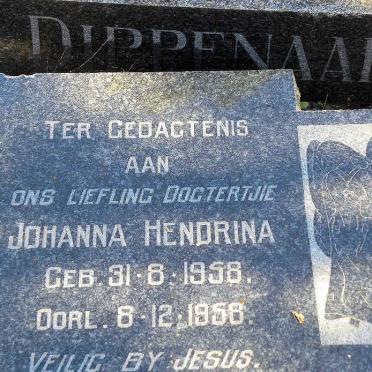 DIPPENAA
TER GEDAGTENIS
AAN
ONS LIEFLING DOGTERTJIE
JOHANNA HENDRINA
GEB. 31·8·1958.
OORL. 8·12·1958.
VEILIG BY JESUS.